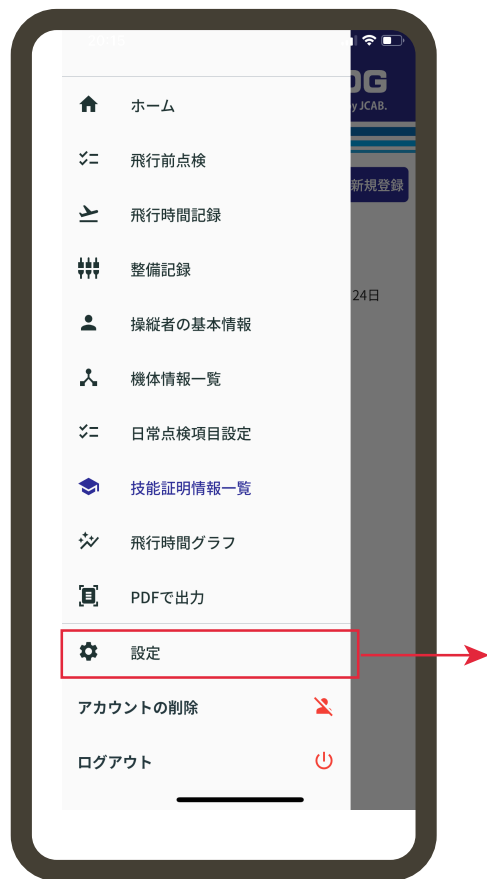 OG
by JCAB.
新規登録
24日
ホーム
飛行前点検
飛行時間記録
整備記録
操縦者の基本情報
機体情報一覧
日常点検項目設定
技能証明情報一覧
飛行時間グラフ
PDFで出力
設定
アカウントの削除
ログアウト